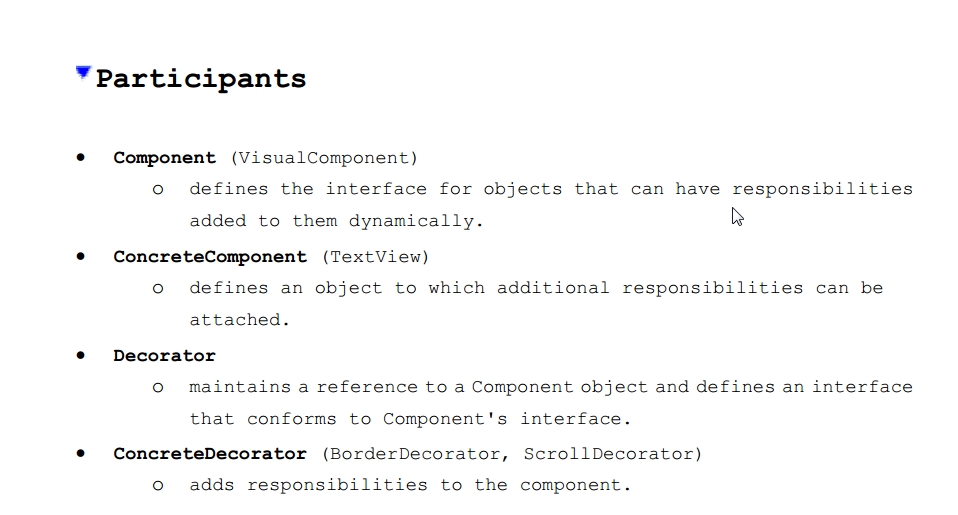 Participants
● Component (VisualComponent)
o defines the interface for objects that can have responsibilities
added to them dynamically.
● ConcreteComponent (TextView)
o defines an object to which additional responsibilities can be
attached.
● Decorator
o maintains a reference to a Component object and defines an interface
that conforms to Component's interface.
● ConcreteDecorator (BorderDecorator, ScrollDecorator)
o adds responsibilities to the component.